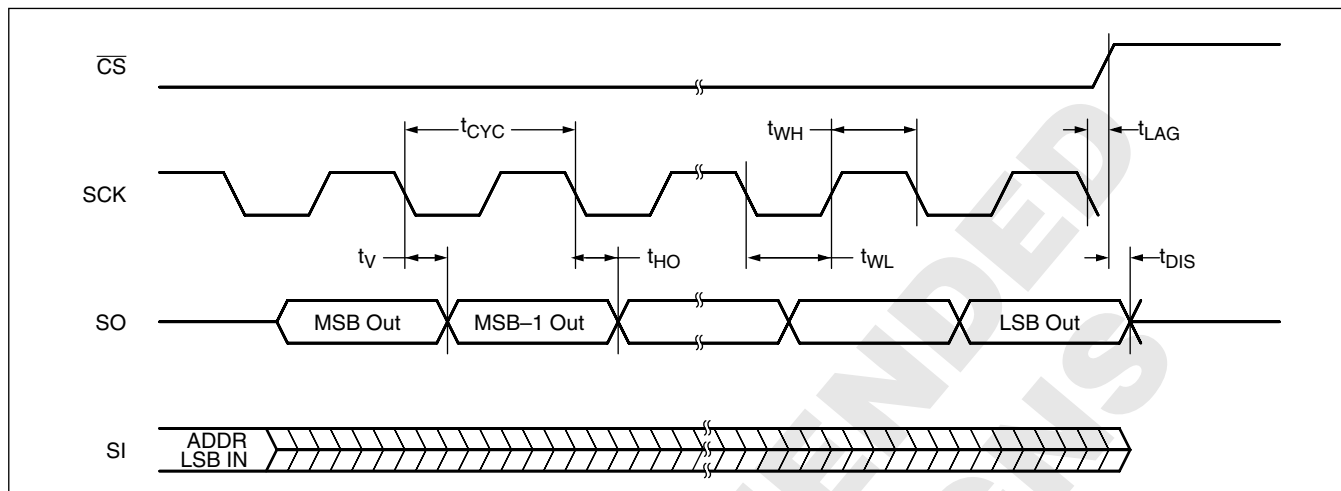 CS
tCYC
tWH
tLAG
SCK
tV
tHO
tWL
tDIS
SO
MSB Out
MSB–1 Out
LSB Out
SI
ADDR
LSB IN